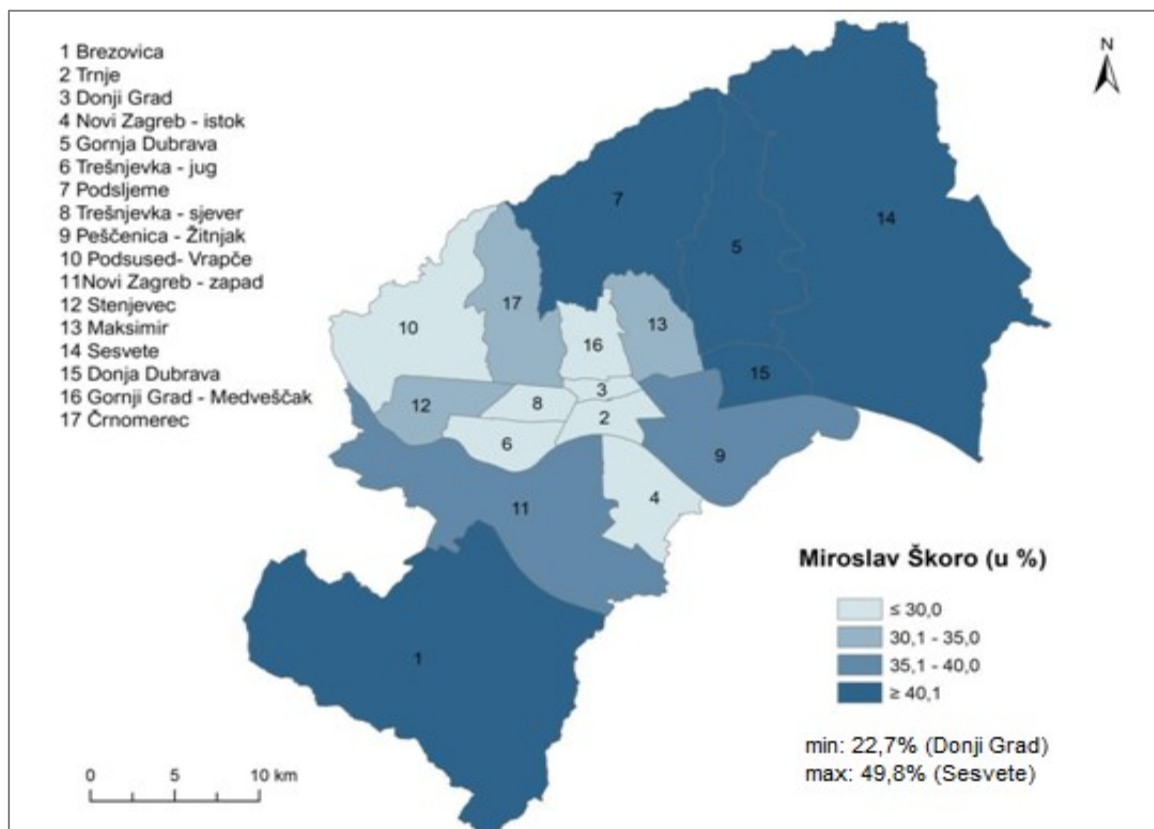 1 Brezovica
2 Trnje
3 Donji Grad
4 Novi Zagreb - istok
5 Gornja Dubrava
6 Trešnjevka - jug
7 Podsljeme
8 Trešnjevka - sjever
9 Peščenica - Žitnjak
10 Podsused- Vrapče
11Novi Zagreb - zapad
12 Stenjevec
13 Maksimir
14 Sesvete
15 Donja Dubrava
16 Gornji Grad - Medveščak
17 Črnomerec
N
7
14
5
17
13
10
16
15
3
8
12
2
6
9
4
11
1
Miroslav Škoro (u %)
≤ 30,0
30,1 - 35,0
35,1 - 40,0
≥ 40,1
min: 22,7% (Donji Grad)
max: 49,8% (Sesvete)
0 5 10 km